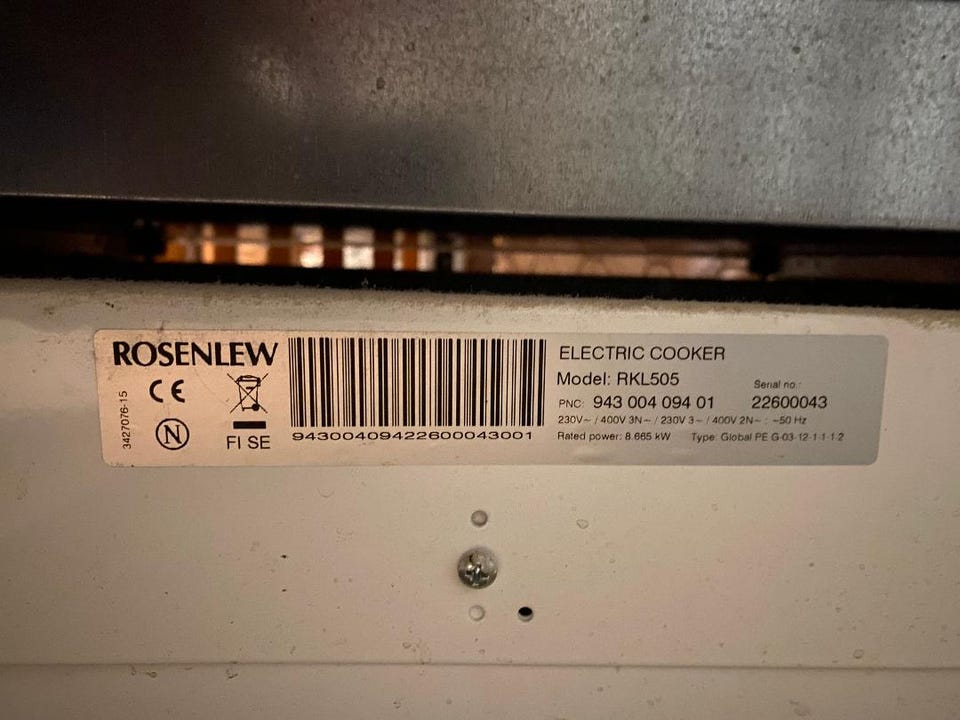 ROSENLEW
CE
N
FI SE
3427076-15
94300409422600043001
ELECTRIC COOKER
Model: RKL505
Serial no.:
PNC: 943 004 094 01 22600043
230V~ / 400V 3N~ / 230V 3~ / 400V 2N~ : ~50 Hz
Rated power: 8.665 kW Type: Global PE G-03-12-1-1-1-2